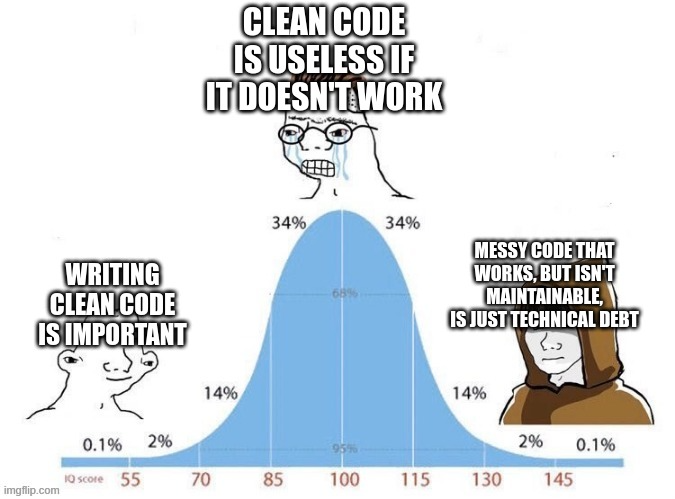 CLEAN CODE
IS USELESS IF
IT DOESN'T WORK
34%
34%
MESSY CODE THAT
WORKS, BUT ISN'T
MAINTAINABLE,
IS JUST TECHNICAL DEBT
WRITING
CLEAN CODE
IS IMPORTANT
68%
14%
14%
0.1%
2%
95%
2%
0.1%
IQ score
55
70
85
100
115
130
145
imgflip.com